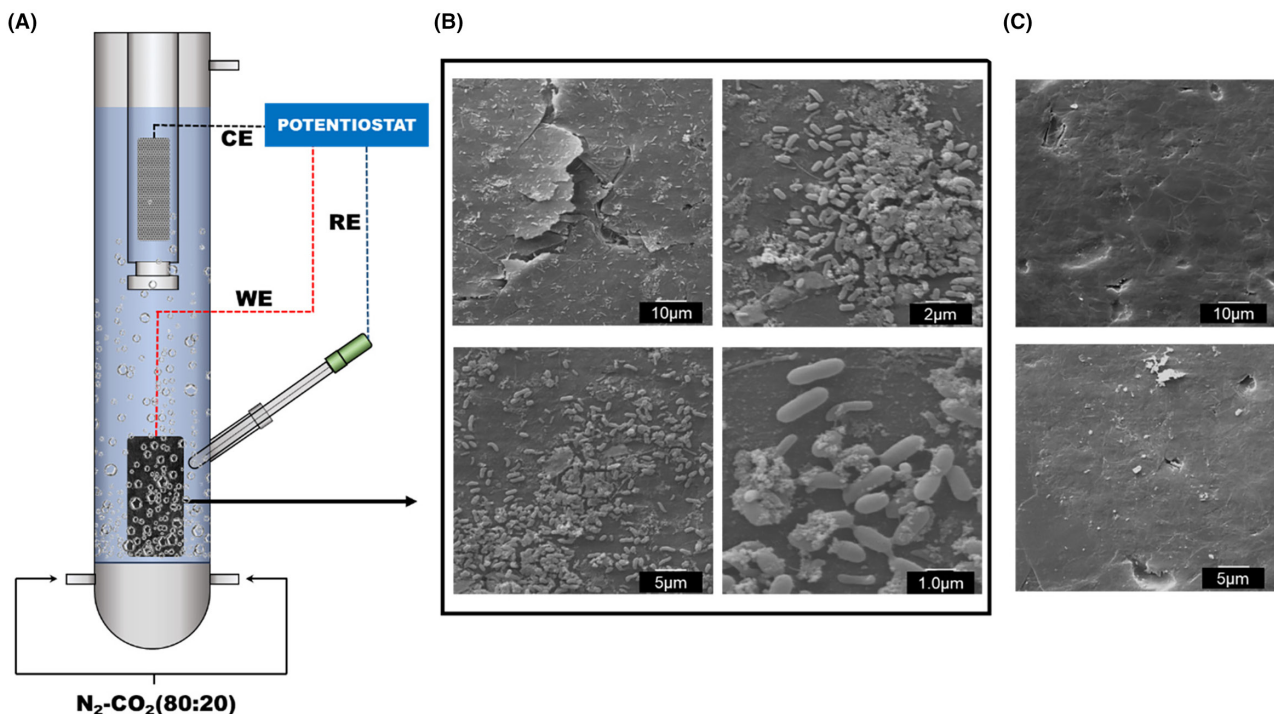 (A)
(B)
(C)
POTENTIOSTAT
CE
RE
WE
10µm
2µm
10µm
5µm
1.0µm
5µm
N₂-CO₂(80:20)